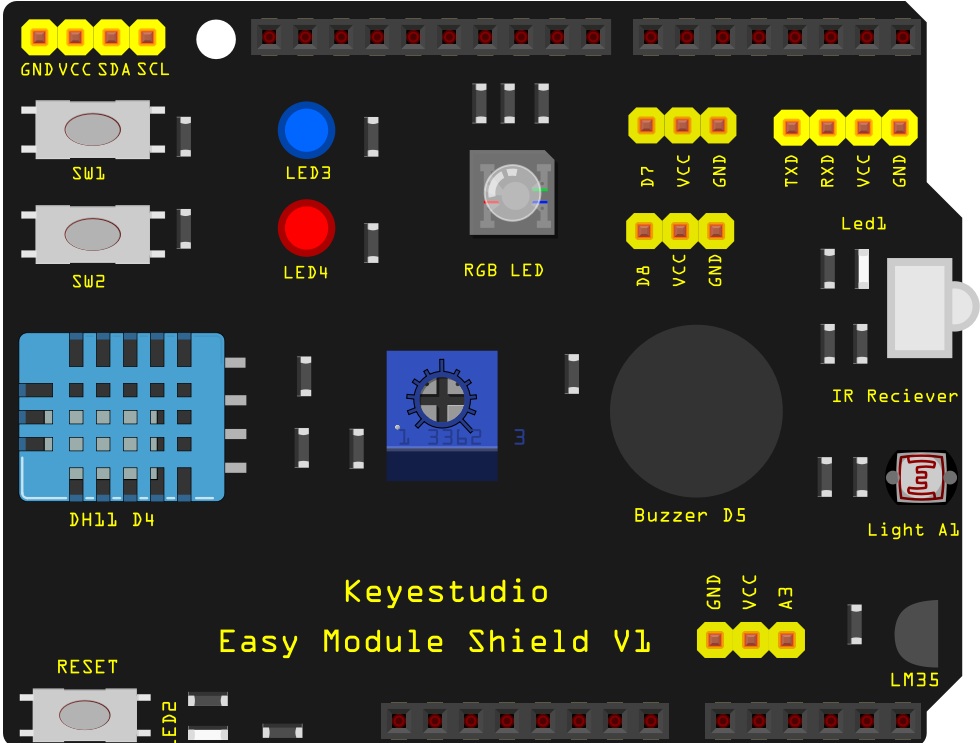 GND VCC SDA SCL
SW1
SW2
LED3
LED4
RGB LED
D7 VCC GND
TXD RXD VCC GND
D8 VCC GND
Led1
IR Reciever
1 3362 3
DH11 D4
Buzzer D5
Light A1
Keyestudio
Easy Module Shield V1
GND VCC A3
LM35
RESET
LED2